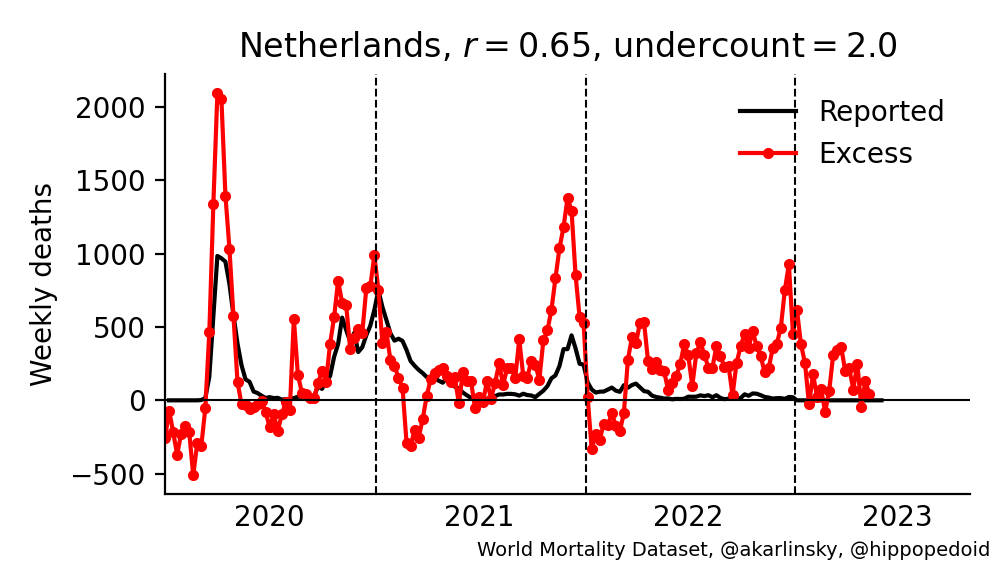 Netherlands, r = 0.65, undercount = 2.0
Weekly deaths
2000
1500
1000
500
0
−500
Reported
Excess
2020 2021 2022 2023
World Mortality Dataset, @akarlinsky, @hippopedoid